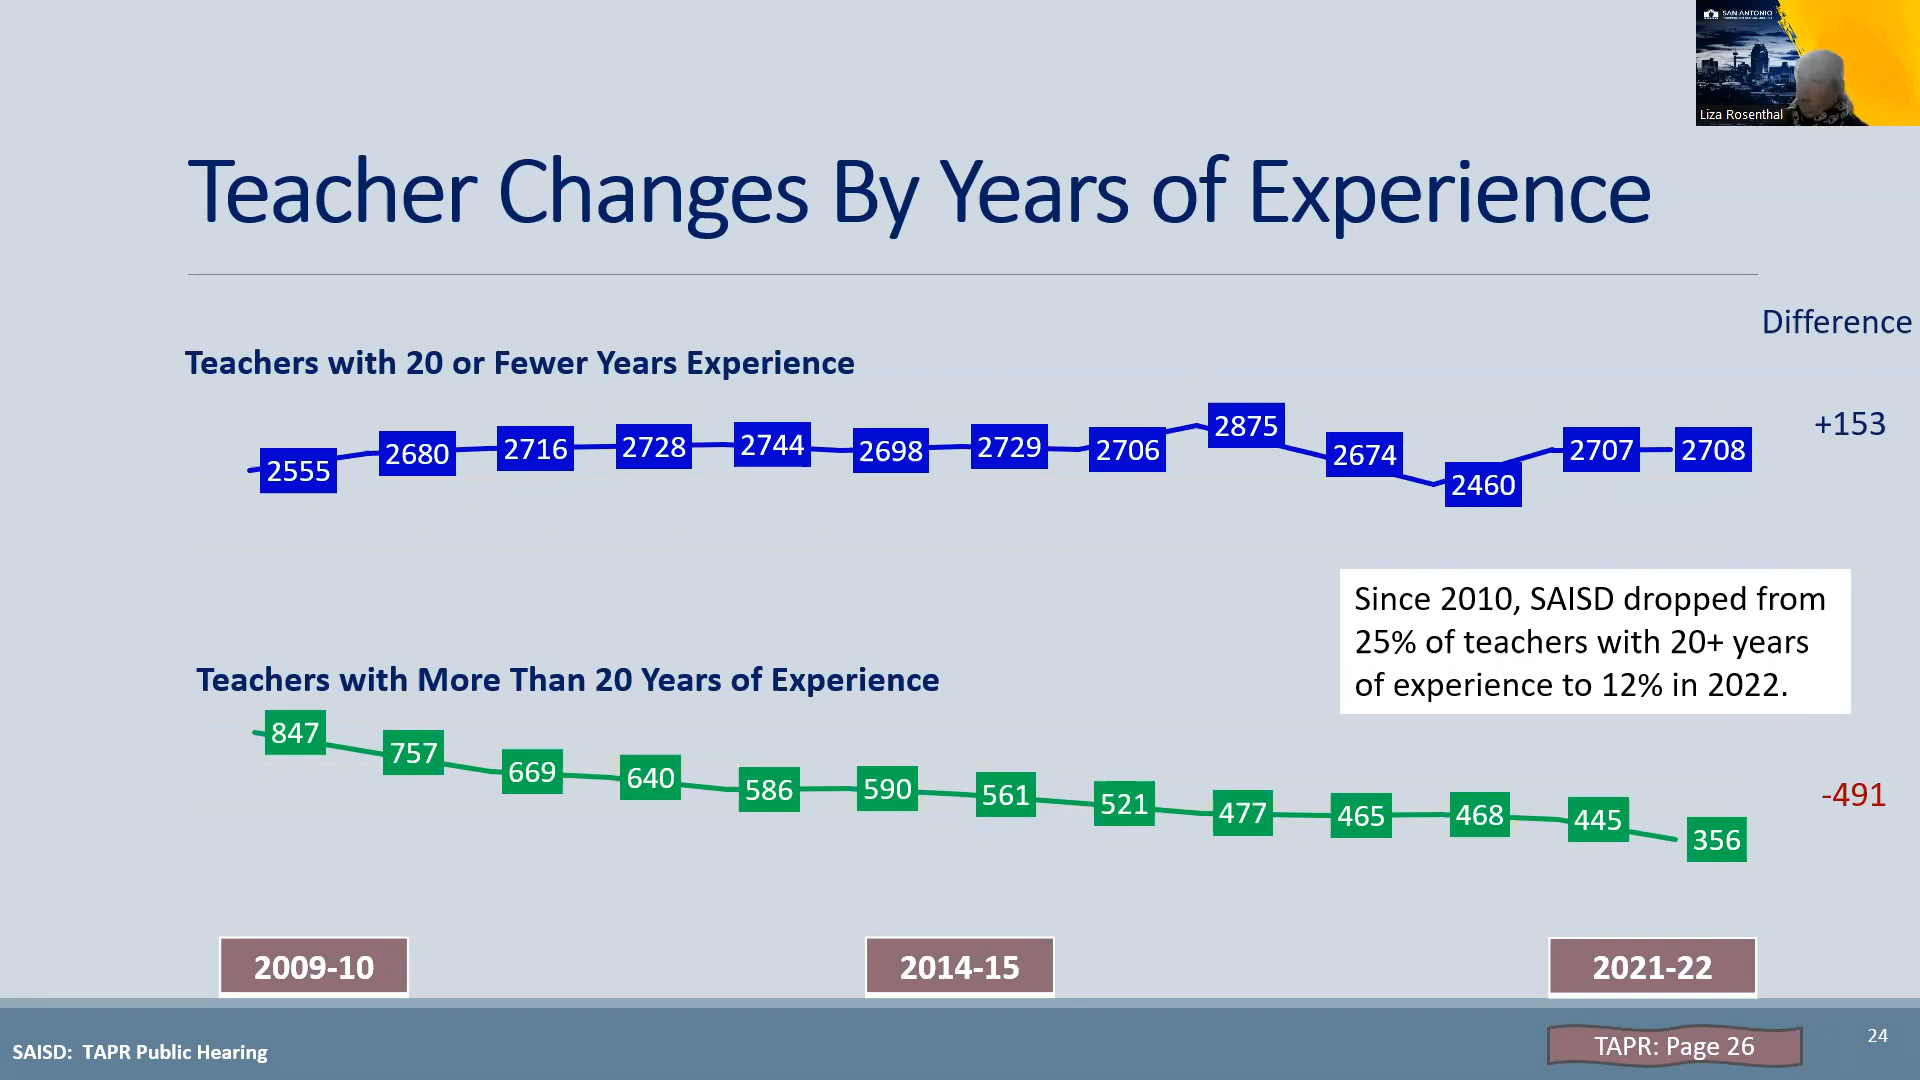 SAN ANTONIO
Liza Rosenthal
Teacher Changes By Years of Experience
Difference
Teachers with 20 or Fewer Years Experience
2555 2680 2716 2728 2744 2698 2729 2706 2875 2674 2460 2707 2708
+153
Since 2010, SAISD dropped from
25% of teachers with 20+ years
of experience to 12% in 2022.
Teachers with More Than 20 Years of Experience
847 757 669 640 586 590 561 521 477 465 468 445 356
-491
2009-10 2014-15 2021-22
SAISD: TAPR Public Hearing
TAPR: Page 26
24